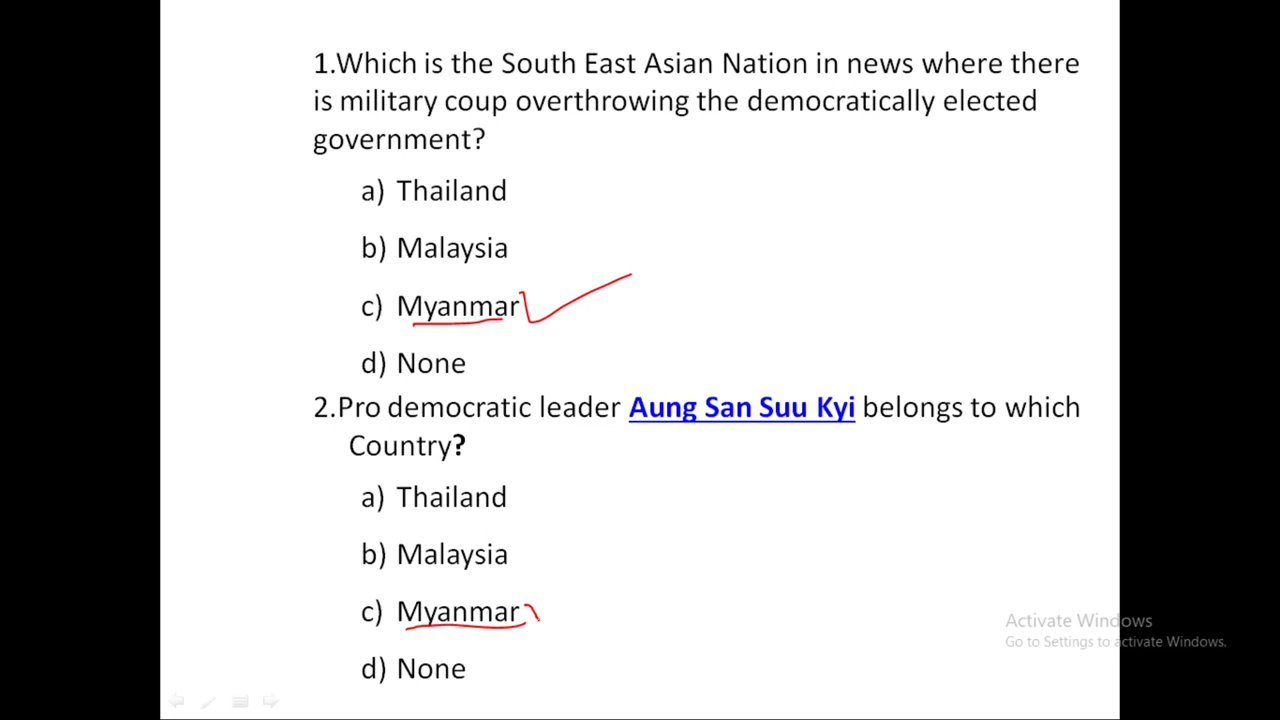 1.Which is the South East Asian Nation in news where there
is military coup overthrowing the democratically elected
government?
a) Thailand
b) Malaysia
c) Myanmar
d) None
2.Pro democratic leader Aung San Suu Kyi belongs to which
Country?
a) Thailand
b) Malaysia
c) Myanmar
d) None
Activate Windows
Go to Settings to activate Windows.